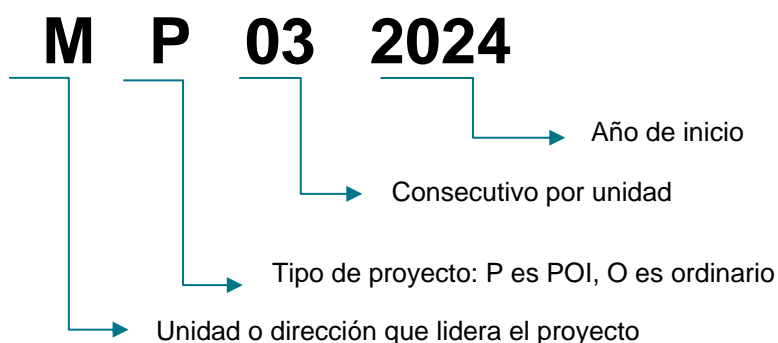 M P 03 2024
Año de inicio
Consecutivo por unidad
Tipo de proyecto: P es POI, O es ordinario
Unidad o dirección que lidera el proyecto